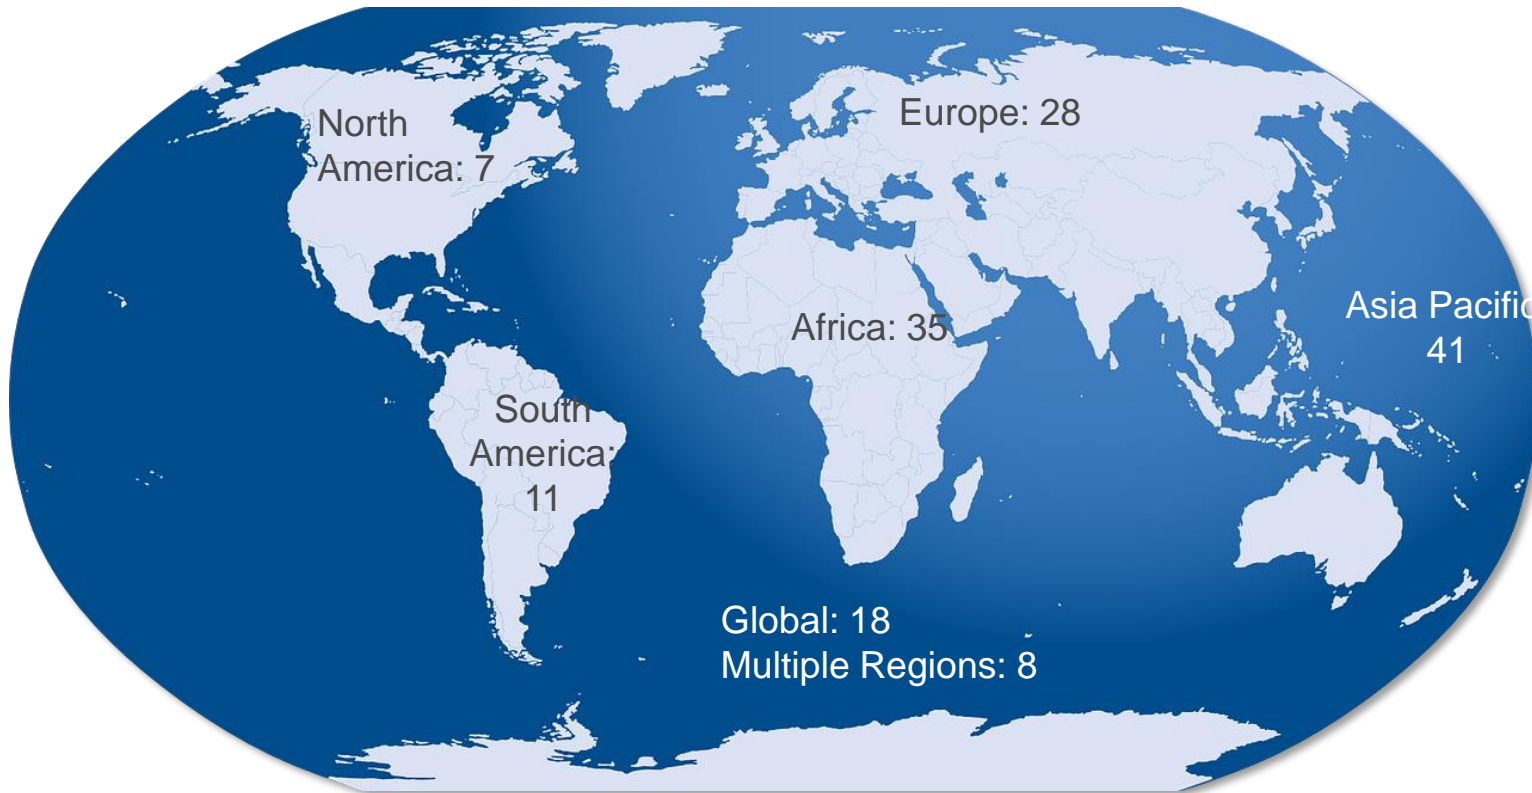 North
America: 7
Europe: 28
Asia Pacific
41
Africa: 35
South
America:
11
Global: 18
Multiple Regions: 8